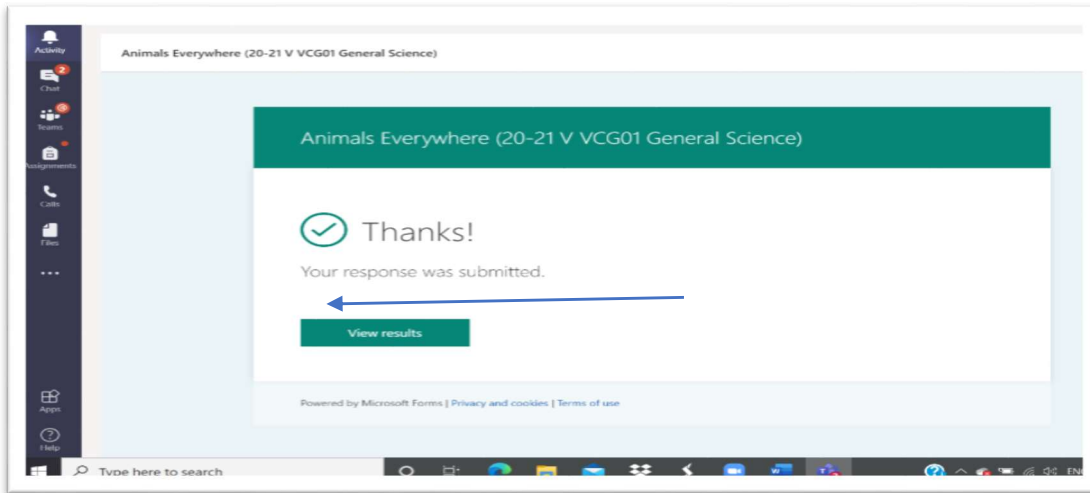 Activity
Animals Everywhere (20-21 V VCG01 General Science)
2
Chat
Teams
Animals Everywhere (20-21 V VCG01 General Science)
Assignments
Calls
Thanks!
Files
Your response was submitted.
View results
Powered by Microsoft Forms | Privacy and cookies | Terms of use
Apps
Help
Type here to search
ENG